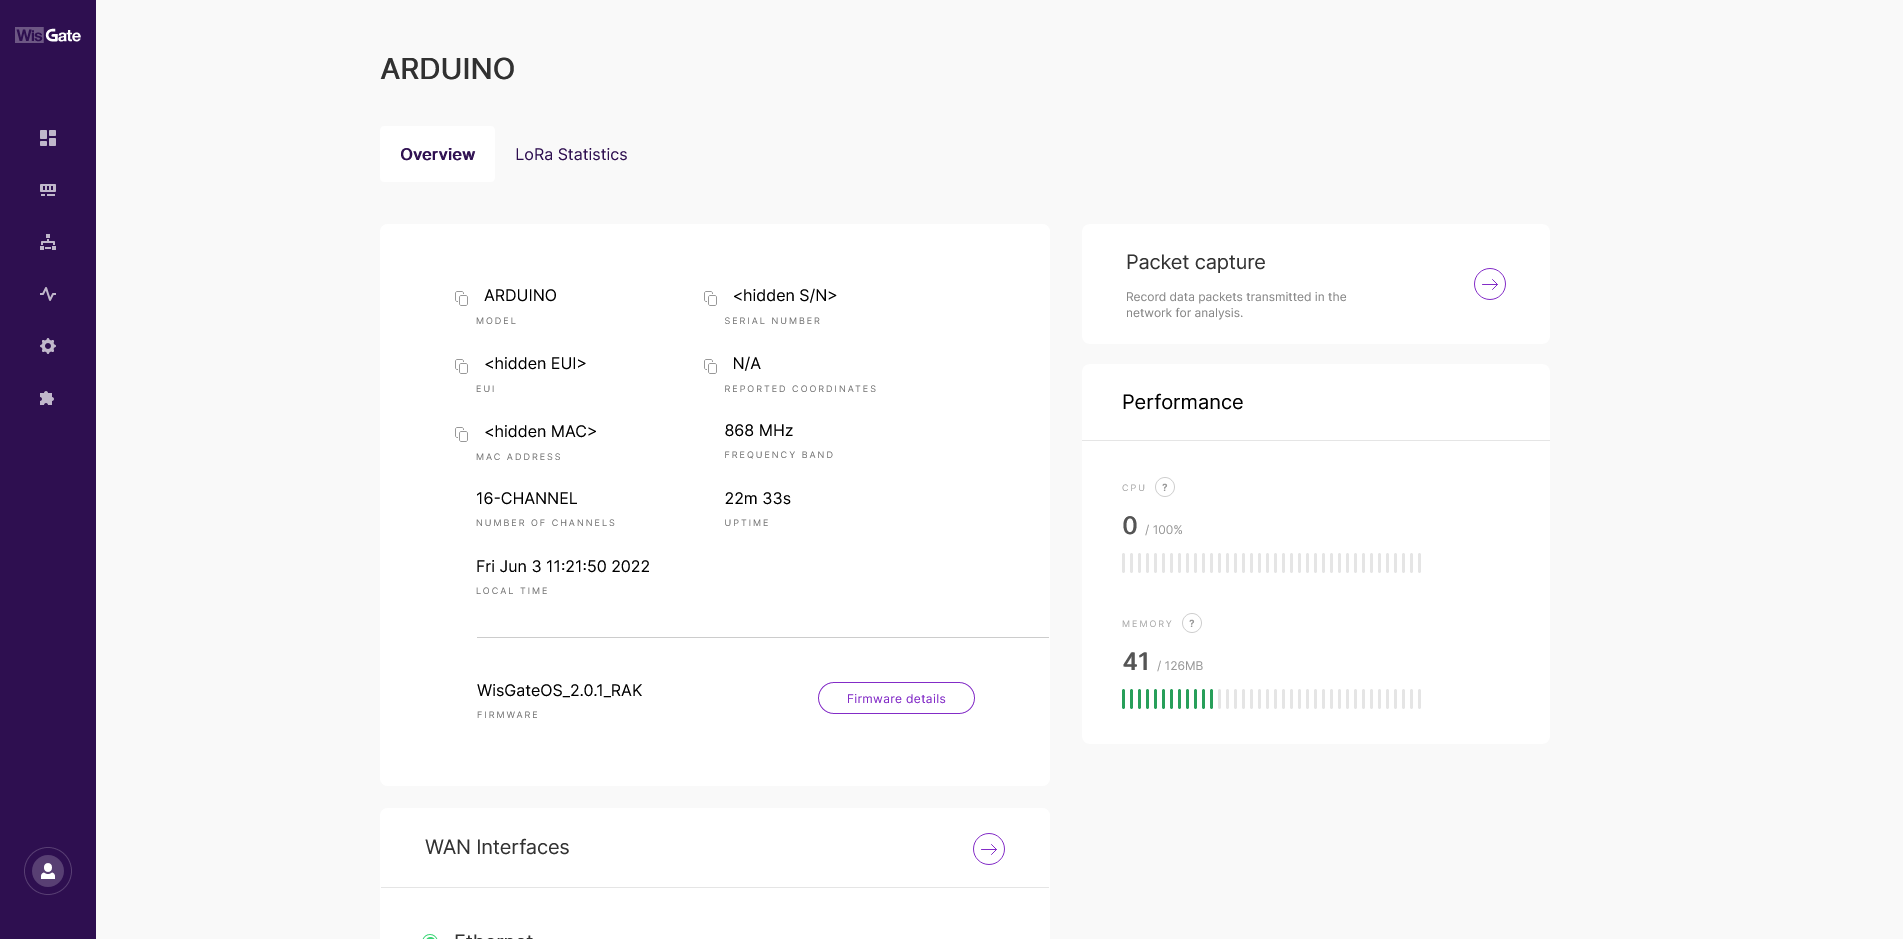 WisGate
ARDUINO
Overview
LoRa Statistics
ARDUINO
MODEL
<hidden S/N>
SERIAL NUMBER
<hidden EUI>
EUI
N/A
REPORTED COORDINATES
<hidden MAC>
MAC ADDRESS
868 MHz
FREQUENCY BAND
16-CHANNEL
NUMBER OF CHANNELS
22m 33s
UPTIME
Fri Jun 3 11:21:50 2022
LOCAL TIME
WisGateOS_2.0.1_RAK
FIRMWARE
Firmware details
WAN Interfaces
Ethernet
Packet capture
Record data packets transmitted in the
network for analysis.
Performance
CPU ?
0 / 100%
MEMORY ?
41 / 126MB